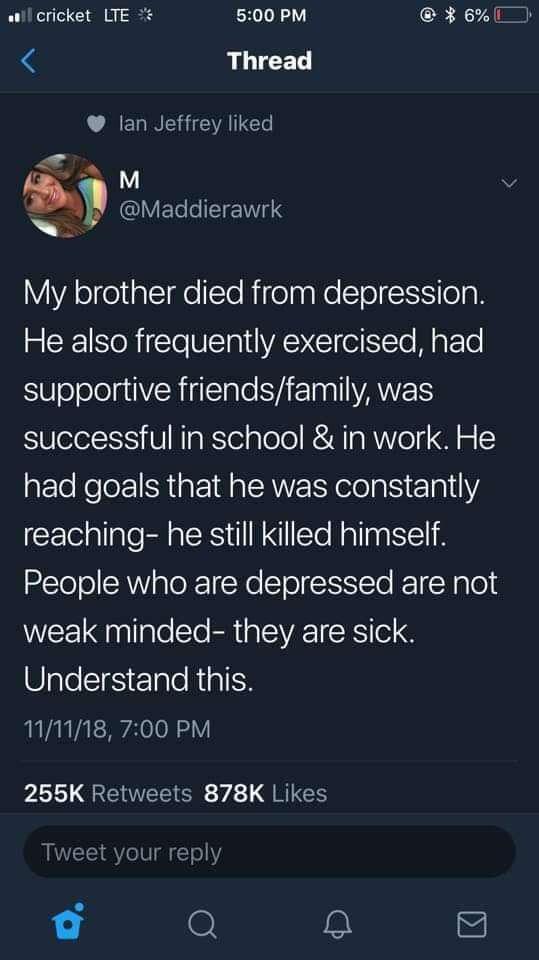 cricket LTE 5:00 PM 6%
Thread
Ian Jeffrey liked
M
@Maddierawrk
My brother died from depression.
He also frequently exercised, had
supportive friends/family, was
successful in school & in work. He
had goals that he was constantly
reaching- he still killed himself.
People who are depressed are not
weak minded- they are sick.
Understand this.
11/11/18, 7:00 PM
255K Retweets 878K Likes
Tweet your reply